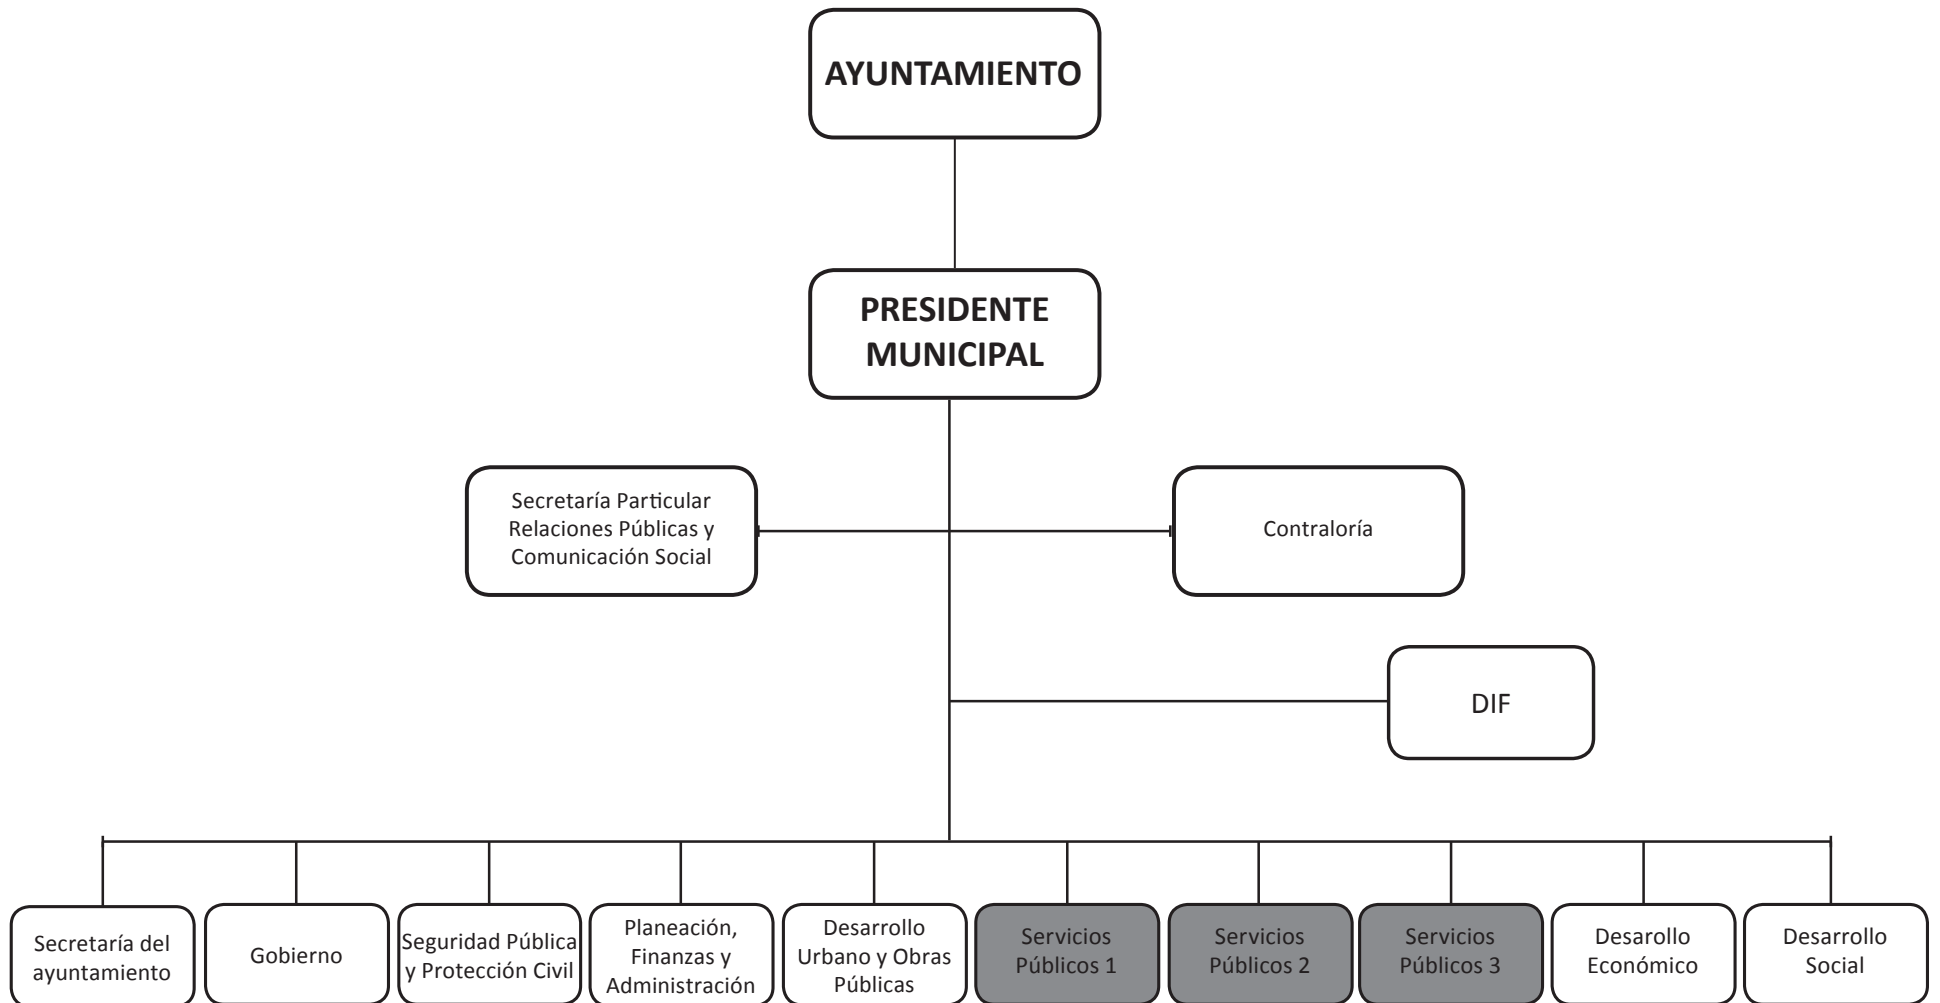 AYUNTAMIENTO
PRESIDENTE
MUNICIPAL
Secretaría Particular
Relaciones Públicas y
Comunicación Social
Contraloría
DIF
Secretaría del
ayuntamiento
Gobierno
Seguridad Pública
y Protección Civil
Planeación,
Finanzas y
Administración
Desarrollo
Urbano y Obras
Públicas
Servicios
Públicos 1
Servicios
Públicos 2
Servicios
Públicos 3
Desarollo
Económico
Desarrollo
Social